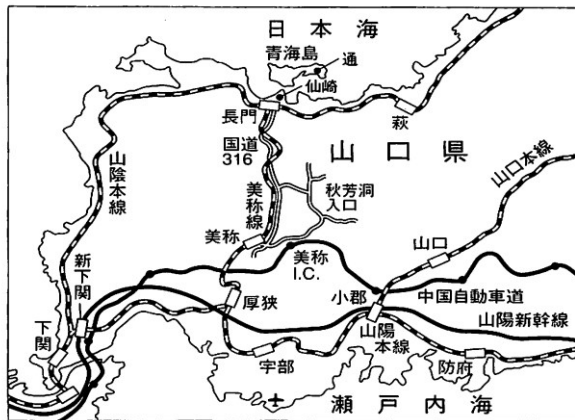 日本海
青海島
通
仙崎
長門
萩
国道
316
山口県
山陰本線
美祢線
秋芳洞
入口
山口本線
美祢
美祢
I.C.
山口
新下関
厚狭
小郡
中国自動車道
山陽新幹線
下関
山陽
本線
宇部
防府
瀬戸内海